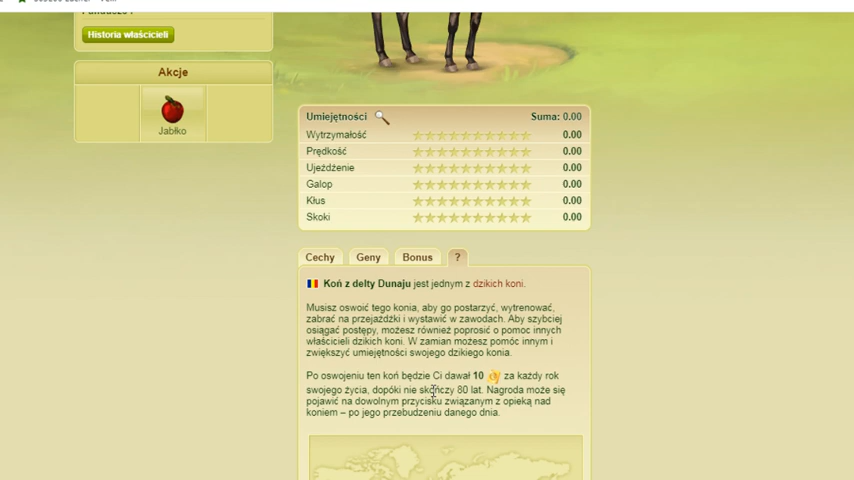 Historia właścicieli
Akcje
Jabłko
Umiejętności Suma: 0.00
Wytrzymałość 0.00
Prędkość 0.00
Ujeżdżenie 0.00
Galop 0.00
Kłus 0.00
Skoki 0.00
Cechy Geny Bonus ?
Koń z delty Dunaju jest jednym z dzikich koni.
Musisz oswoić tego konia, aby go postarzyć, wytrenować,
zabrać na przejażdżki i wystawić w zawodach. Aby szybciej
osiągać postępy, możesz również poprosić o pomoc innych
właścicieli dzikich koni. W zamian możesz pomóc innym i
zwiększyć umiejętności swojego dzikiego konia.
Po oswojeniu ten koń będzie Ci dawał 10 za każdy rok
swojego życia, dopóki nie skończy 80 lat. Nagroda może się
pojawić na dowolnym przycisku związanym z opieką nad
koniem – po jego przebudzeniu danego dnia.